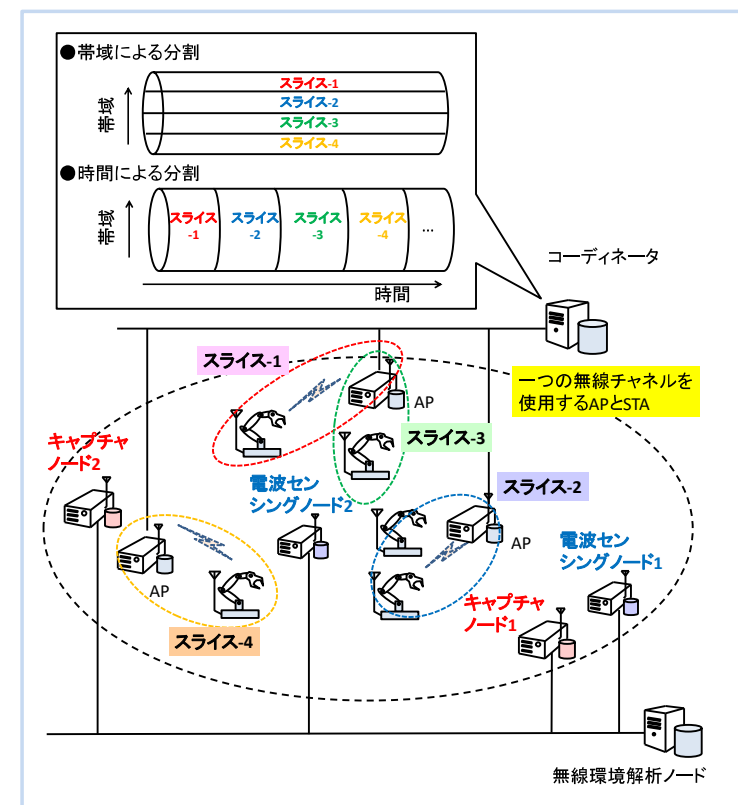 ●帯域による分割
帯域
スライス-1
スライス-2
スライス-3
スライス-4
●時間による分割
帯域
スライス
-1
スライス
-2
スライス
-3
スライス
-4
...
時間
コーディネータ
スライス-1
一つの無線チャネルを
使用するAPとSTA
AP
スライス-3
キャプチャ
ノード2
電波セン
シングノード2
スライス-2
AP
電波セン
シングノード1
AP
キャプチャ
ノード1
スライス-4
無線環境解析ノード